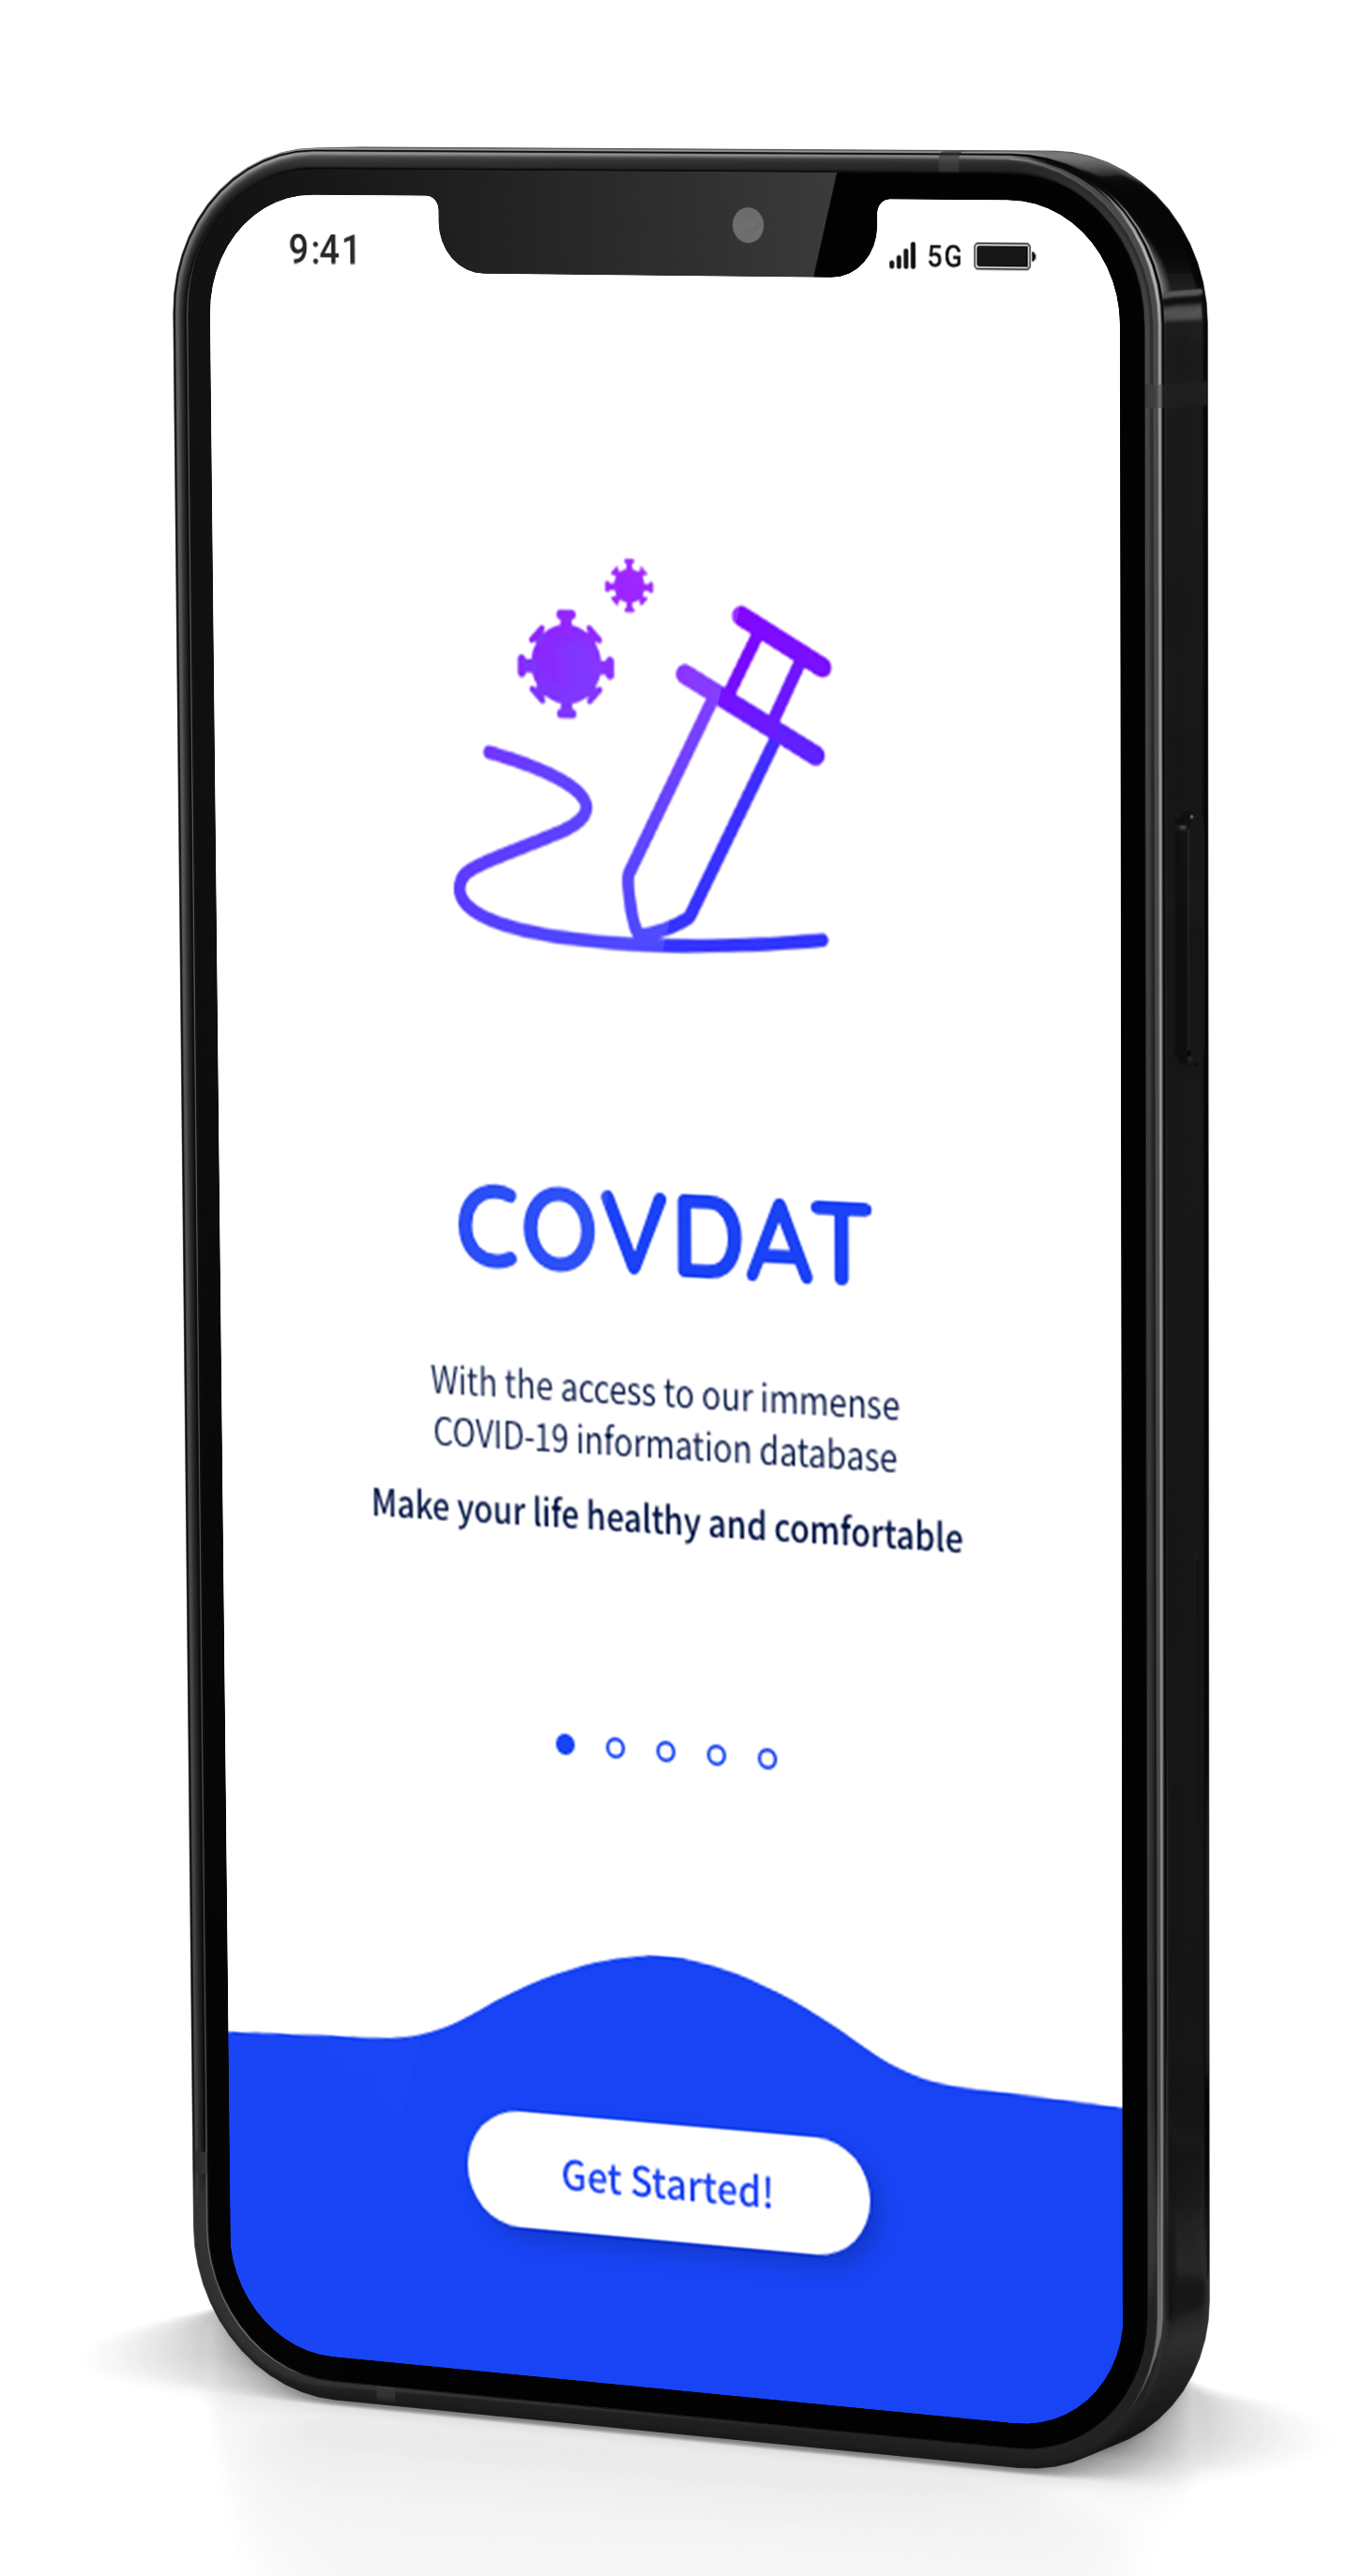 9:41
5G
COVDAT
With the access to our immense
COVID-19 information database
Make your life healthy and comfortable
Get Started!